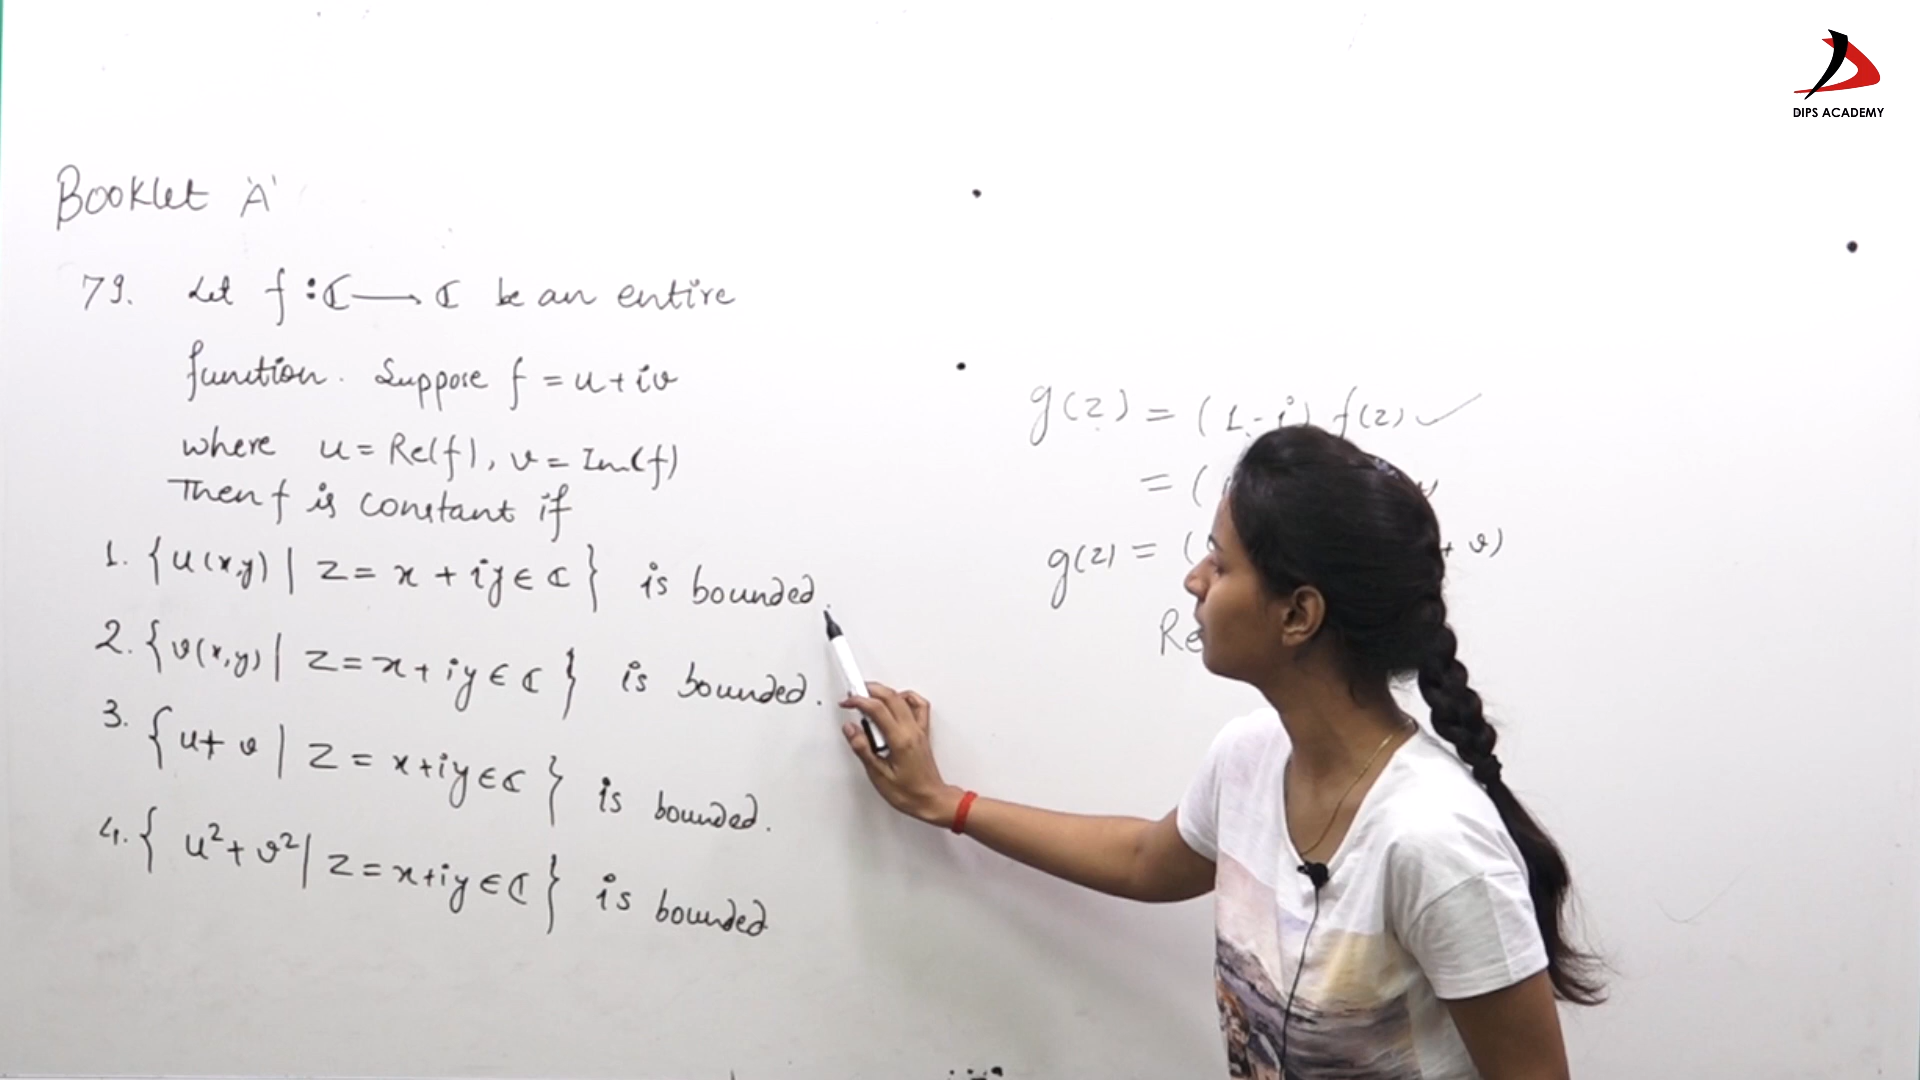 DIPS ACADEMY
Booklet 'A'
79. Let f : ℂ → ℂ be an entire
function. Suppose f = u + iv
where u = Re(f), v = Im(f)
Then f is constant if
1. {u(x,y) | z = x + iy ∈ ℂ} is bounded.
2. {v(x,y) | z = x + iy ∈ ℂ} is bounded.
3. {u + v | z = x + iy ∈ ℂ} is bounded.
4. {u² + v² | z = x + iy ∈ ℂ} is bounded
g(z) = (1 - i) f(z) ✓
= (
g(z) = ( + v)
Re